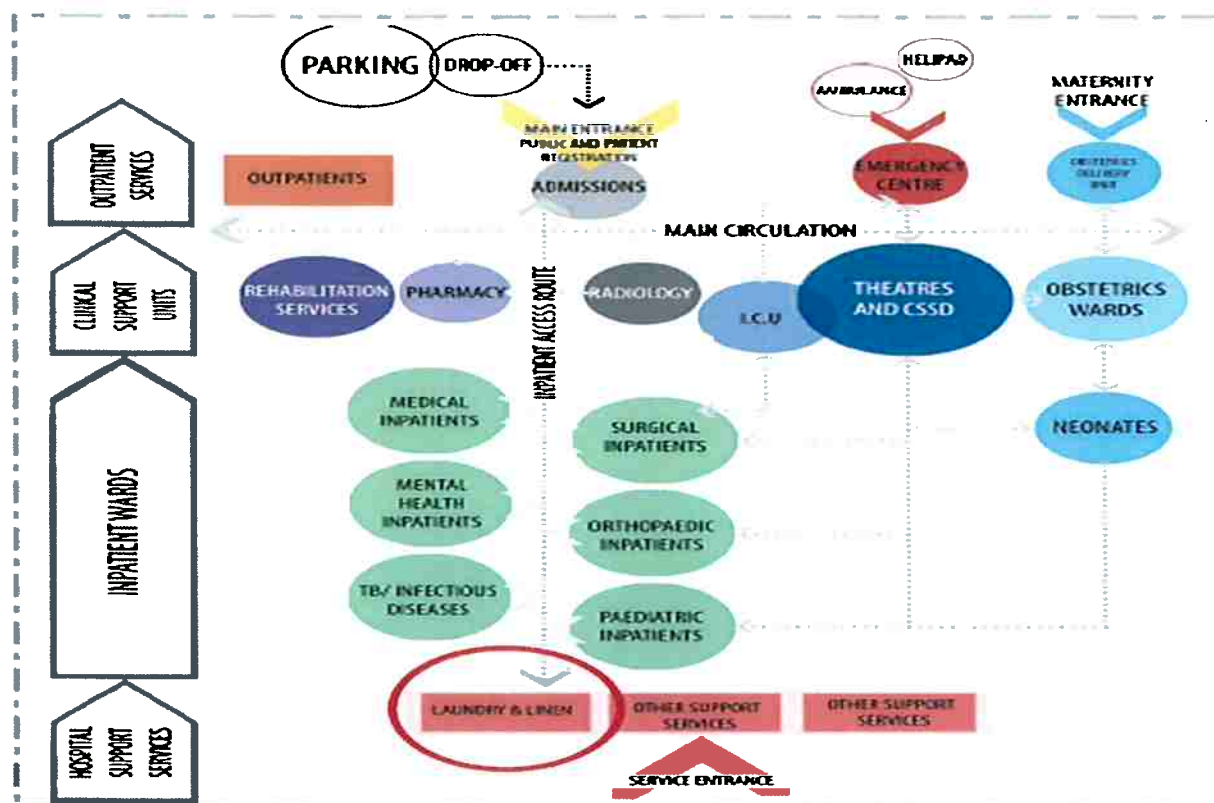 PARKING
DROP-OFF
HELIPAD
AMBULANCE
MATERNITY
ENTRANCE
MAIN ENTRANCE
PUBLIC AND PATIENT
REGISTRATION
OUTPATIENT
SERVICES
OUTPATIENTS
ADMISSIONS
EMERGENCY
CENTRE
OBSTETRICS
DELIVERY
UNIT
MAIN CIRCULATION
CLINICAL
SUPPORT
UNITS
REHABILITATION
SERVICES
PHARMACY
INPATIENT ACCESS ROUTE
RADIOLOGY
I.C.U
THEATRES
AND CSSD
OBSTETRICS
WARDS
INPATIENT WARDS
MEDICAL
INPATIENTS
SURGICAL
INPATIENTS
NEONATES
MENTAL
HEALTH
INPATIENTS
ORTHOPAEDIC
INPATIENTS
TB/ INFECTIOUS
DISEASES
PAEDIATRIC
INPATIENTS
HOSPITAL
SUPPORT
SERVICES
LAUNDRY & LINEN
OTHER SUPPORT
SERVICES
OTHER SUPPORT
SERVICES
SERVICE ENTRANCE